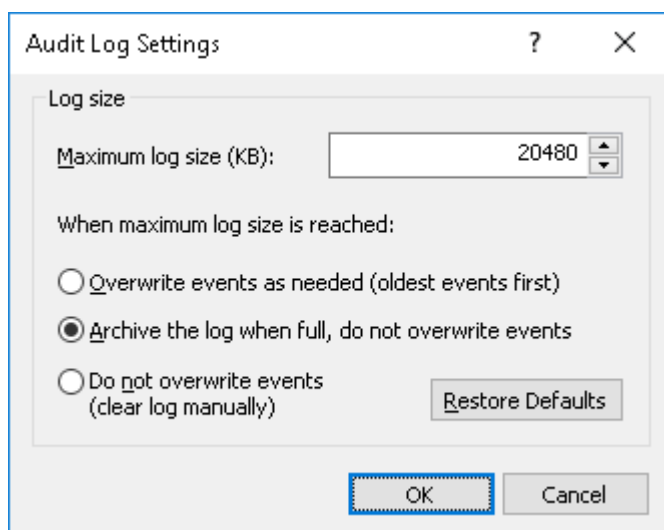 Audit Log Settings
?
Log size
Maximum log size (KB):
20480
When maximum log size is reached:
Overwrite events as needed (oldest events first)
Archive the log when full, do not overwrite events
Do not overwrite events
(clear log manually)
Restore Defaults
OK
Cancel